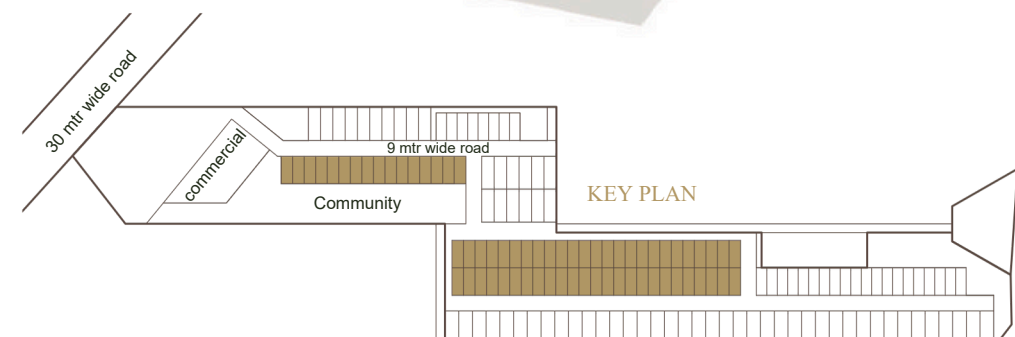 30 mtr wide road
commercial
9 mtr wide road
Community
KEY PLAN